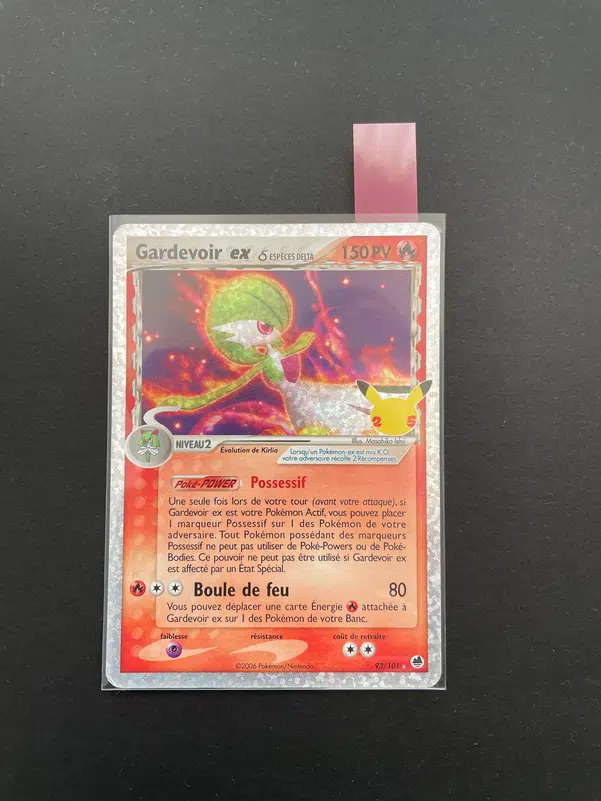 Gardevoir ex δ ESPÈCES DELTA 150 PV
25
Illus. Masahiko Ishii
NIVEAU 2
Évolution de Kirlia
Lorsqu'un Pokémon-ex est mis K.O.,
votre adversaire récolte 2 Récompenses.
Poké-POWER Possessif
Une seule fois lors de votre tour (avant votre attaque), si
Gardevoir ex est votre Pokémon Actif, vous pouvez placer
1 marqueur Possessif sur 1 des Pokémon de votre
adversaire. Tout Pokémon possédant des marqueurs
Possessif ne peut pas utiliser de Poké-Powers ou de Poké-
Bodies. Ce pouvoir ne peut pas être utilisé si Gardevoir ex
est affecté par un État Spécial.
Boule de feu 80
Vous pouvez déplacer une carte Énergie attachée à
Gardevoir ex sur 1 des Pokémon de votre Banc.
faiblesse résistance coût de retraite
©2006 Pokémon/Nintendo
93/101